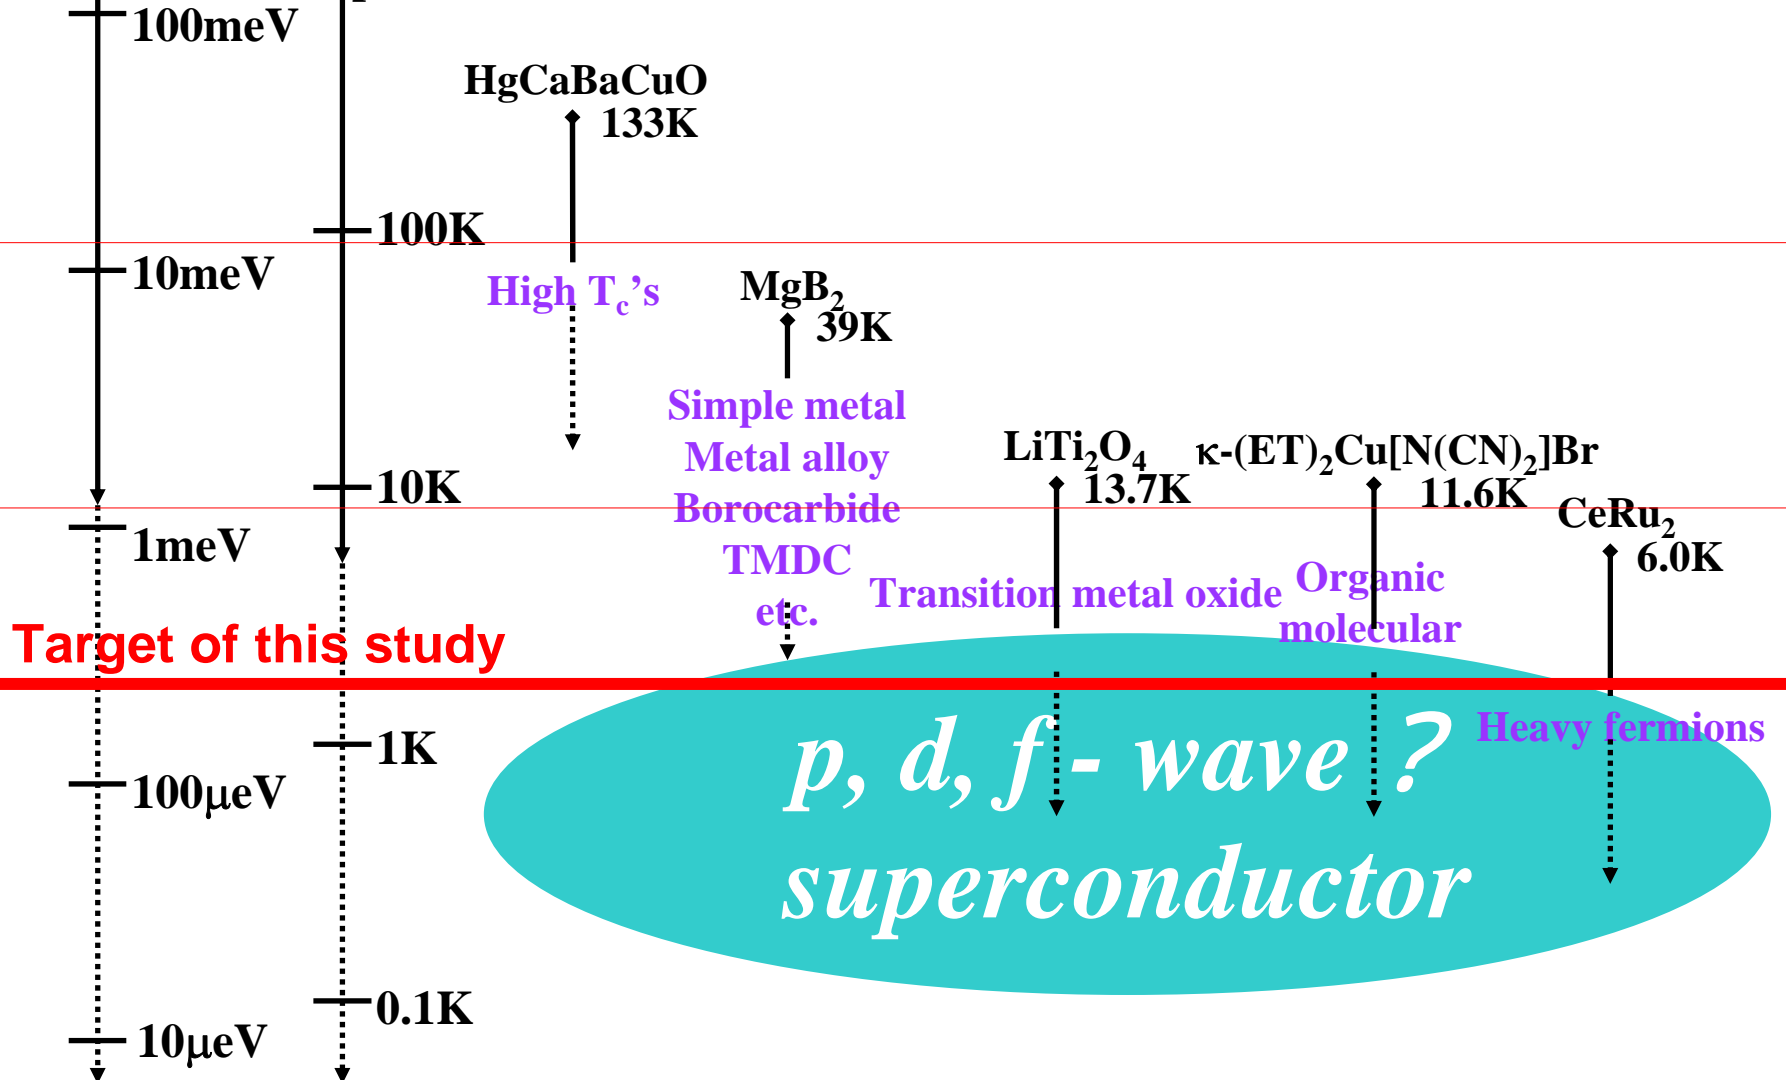 100meV
HgCaBaCuO
133K
100K
10meV
High Tc's
MgB2
39K
Simple metal
Metal alloy
Borocarbide
TMDC
etc.
LiTi2O4
13.7K
κ-(ET)2Cu[N(CN)2]Br
11.6K
10K
CeRu2
6.0K
1meV
Transition metal oxide
Organic
molecular
Target of this study
Heavy fermions
p, d, f - wave ?
superconductor
1K
100μeV
0.1K
10μeV